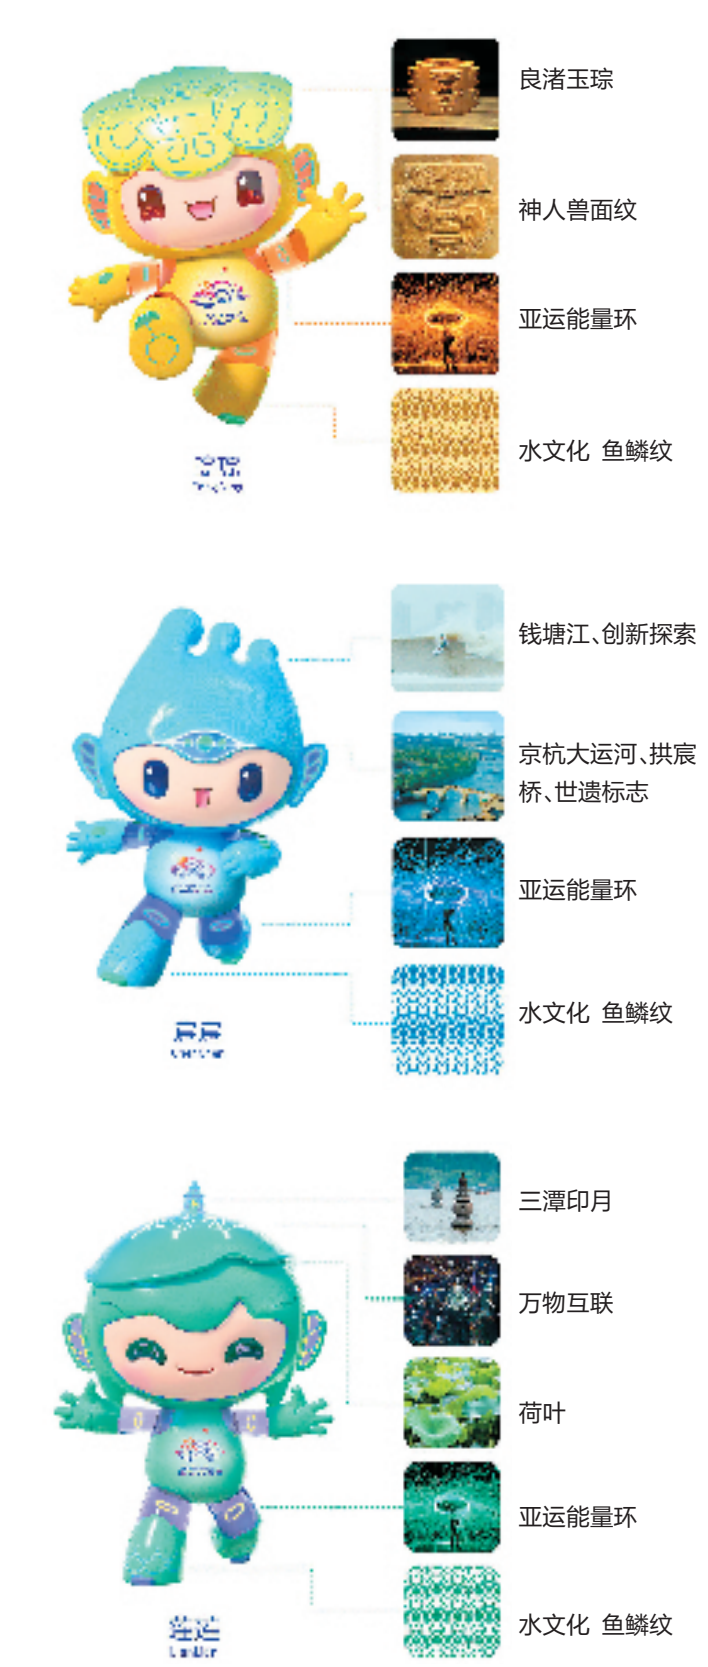 良渚玉琮
神人兽面纹
亚运能量环
水文化 鱼鳞纹
琮琮
钱塘江、创新探索
京杭大运河、拱宸
桥、世遗标志
亚运能量环
水文化 鱼鳞纹
宸宸
三潭印月
万物互联
荷叶
亚运能量环
水文化 鱼鳞纹
莲莲